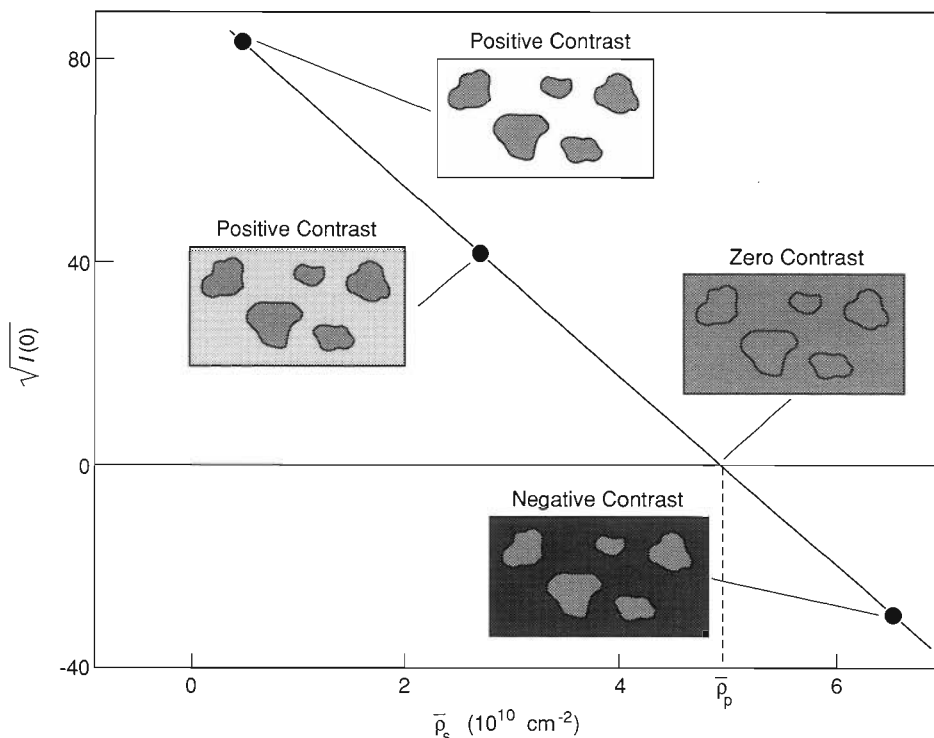 Positive Contrast
80
Positive Contrast
40
Zero Contrast
√I(0)
0
Negative Contrast
-40
0
2
4
ρ̅p
6
ρ̅s (10¹⁰ cm⁻²)